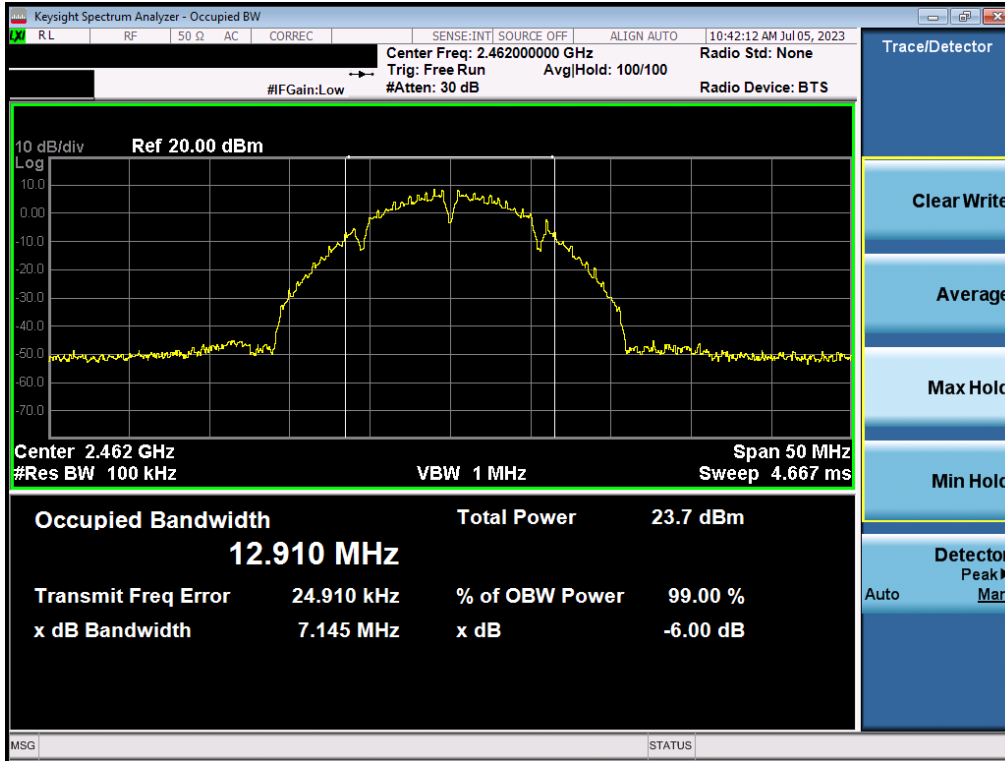 Keysight Spectrum Analyzer - Occupied BW
LXI RL RF 50 Ω AC CORREC SENSE:INT SOURCE OFF ALIGN AUTO 10:42:12 AM Jul 05, 2023
Center Freq: 2.462000000 GHz Radio Std: None
Trig: Free Run Avg|Hold: 100/100
#IFGain:Low #Atten: 30 dB Radio Device: BTS
Trace/Detector
10 dB/div Ref 20.00 dBm
Log
10.0
0.00
-10.0
-20.0
-30.0
-40.0
-50.0
-60.0
-70.0
Center 2.462 GHz Span 50 MHz
#Res BW 100 kHz VBW 1 MHz Sweep 4.667 ms
Occupied Bandwidth Total Power 23.7 dBm
12.910 MHz
Transmit Freq Error 24.910 kHz % of OBW Power 99.00 %
x dB Bandwidth 7.145 MHz x dB -6.00 dB
Clear Write
Average
Max Hold
Min Hold
Detector
Peak
Auto Man
MSG STATUS